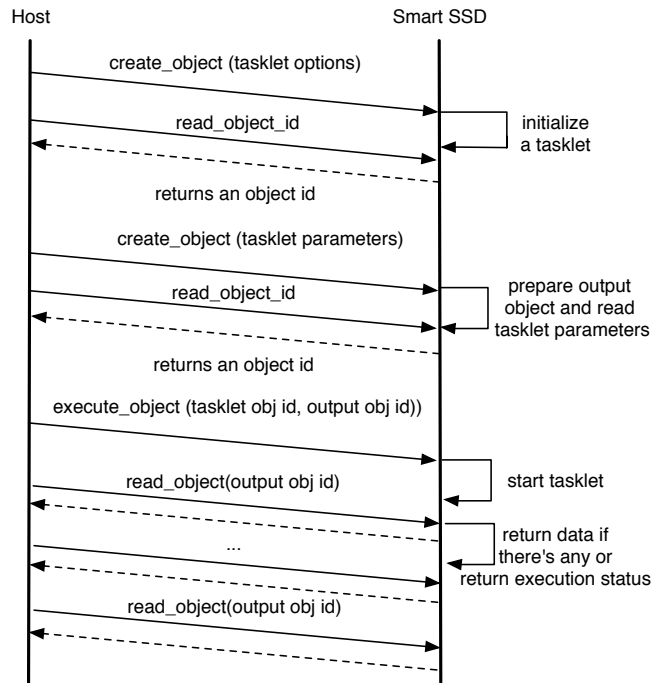 Host
Smart SSD
create_object (tasklet options)
read_object_id
initialize
a tasklet
returns an object id
create_object (tasklet parameters)
read_object_id
prepare output
object and read
tasklet parameters
returns an object id
execute_object (tasklet obj id, output obj id))
read_object(output obj id)
start tasklet
...
return data if
there's any or
return execution status
read_object(output obj id)